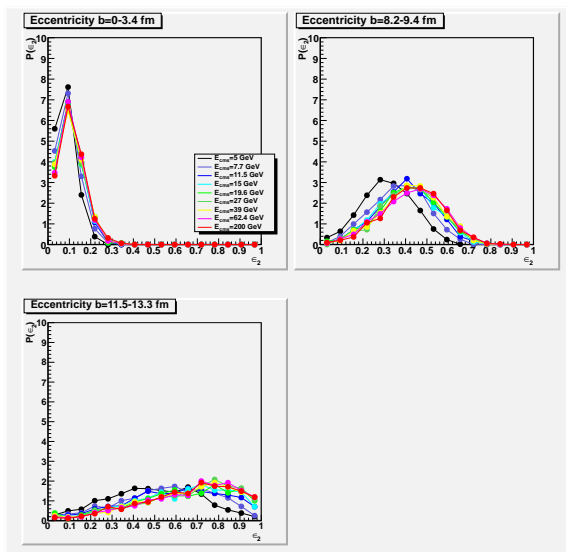 Eccentricity b=0-3.4 fm
P(ϵ₂)
10
9
8
7
6
5
4
3
2
1
0
0 0.1 0.2 0.3 0.4 0.5 0.6 0.7 0.8 0.9 1
ϵ₂
E_cms=5 GeV
E_cms=7.7 GeV
E_cms=11.5 GeV
E_cms=15 GeV
E_cms=19.6 GeV
E_cms=27 GeV
E_cms=39 GeV
E_cms=62.4 GeV
E_cms=200 GeV
Eccentricity b=8.2-9.4 fm
P(ϵ₂)
10
9
8
7
6
5
4
3
2
1
0
0 0.1 0.2 0.3 0.4 0.5 0.6 0.7 0.8 0.9 1
ϵ₂
Eccentricity b=11.5-13.3 fm
P(ϵ₂)
10
9
8
7
6
5
4
3
2
1
0
0 0.1 0.2 0.3 0.4 0.5 0.6 0.7 0.8 0.9 1
ϵ₂